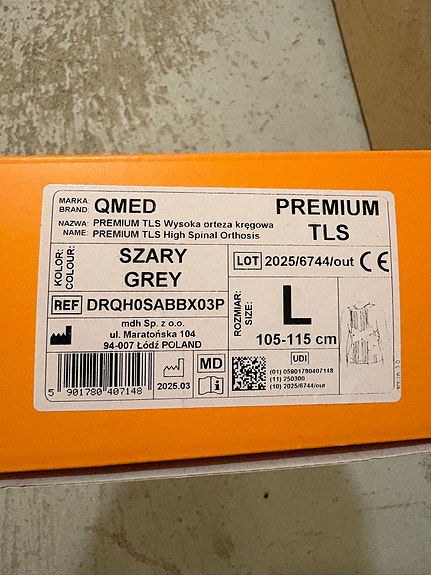 MARKA:
BRAND: QMED
PREMIUM
TLS
NAZWA: PREMIUM TLS Wysoka orteza kręgowa
NAME: PREMIUM TLS High Spinal Orthosis
KOLOR:
COLOUR:
SZARY
GREY
LOT 2025/6744/out CE
REF DRQH0SABBX03P
ROZMIAR:
SIZE:
L
105-115 cm
mdh Sp. z o.o.
ul. Maratońska 104
94-007 Łódź POLAND
5 901780 407148
2025.03
MD
UDI
(01) 05901780407148
(11) 250300
(10) 2025/6744/out